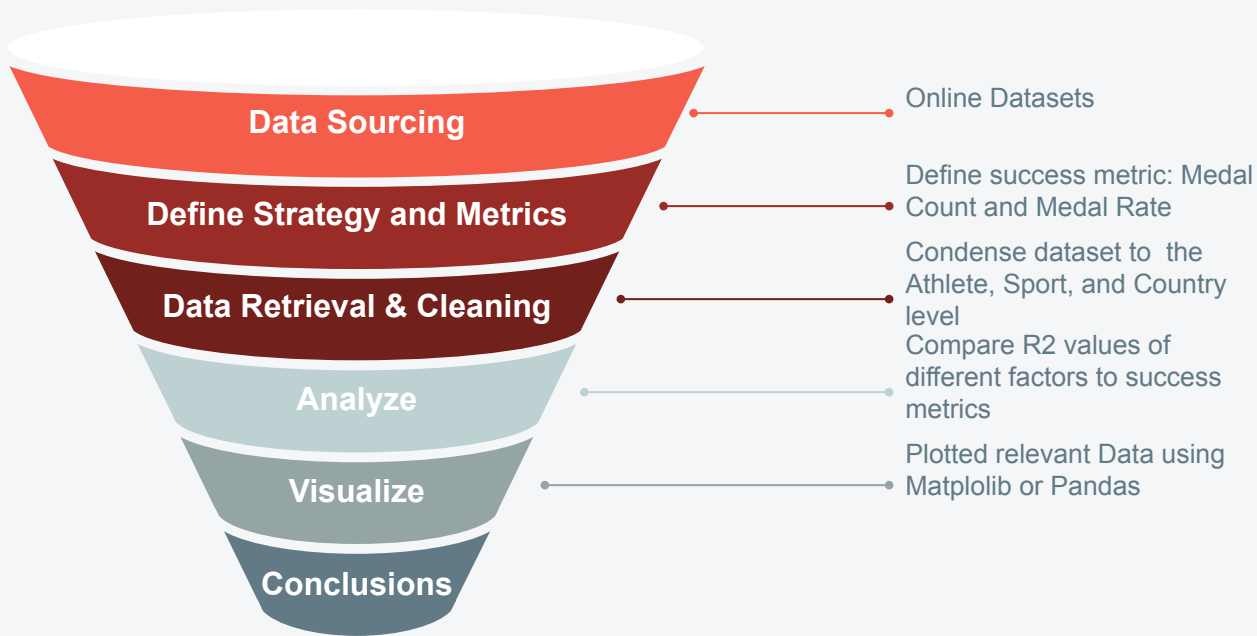 Data Sourcing
Online Datasets
Define Strategy and Metrics
Define success metric: Medal
Count and Medal Rate
Data Retrieval & Cleaning
Condense dataset to  the
Athlete, Sport, and Country
level
Analyze
Compare R2 values of
different factors to success
metrics
Visualize
Plotted relevant Data using
Matplolib or Pandas
Conclusions